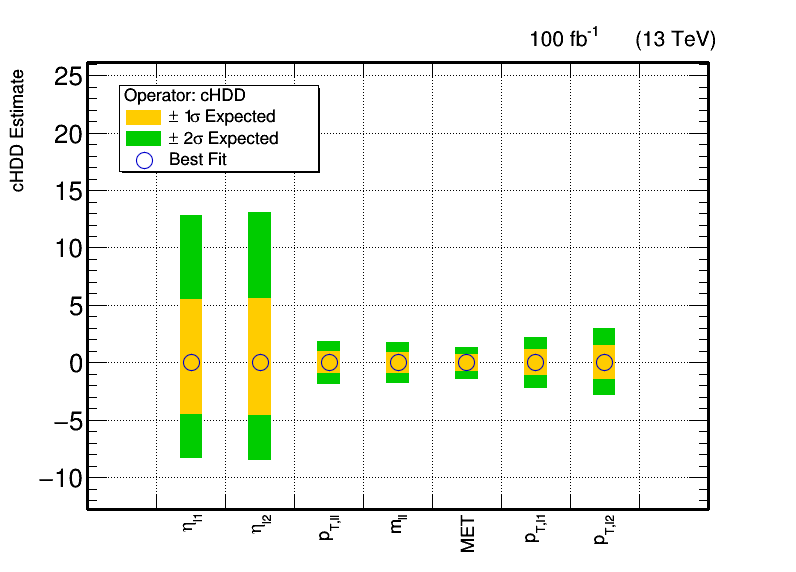 100 fb-1 (13 TeV)
cHDD Estimate
Operator: cHDD
± 1σ Expected
± 2σ Expected
Best Fit
25
20
15
10
5
0
−5
−10
ηl1
ηl2
pT,ll
mll
MET
pT,l1
pT,l2